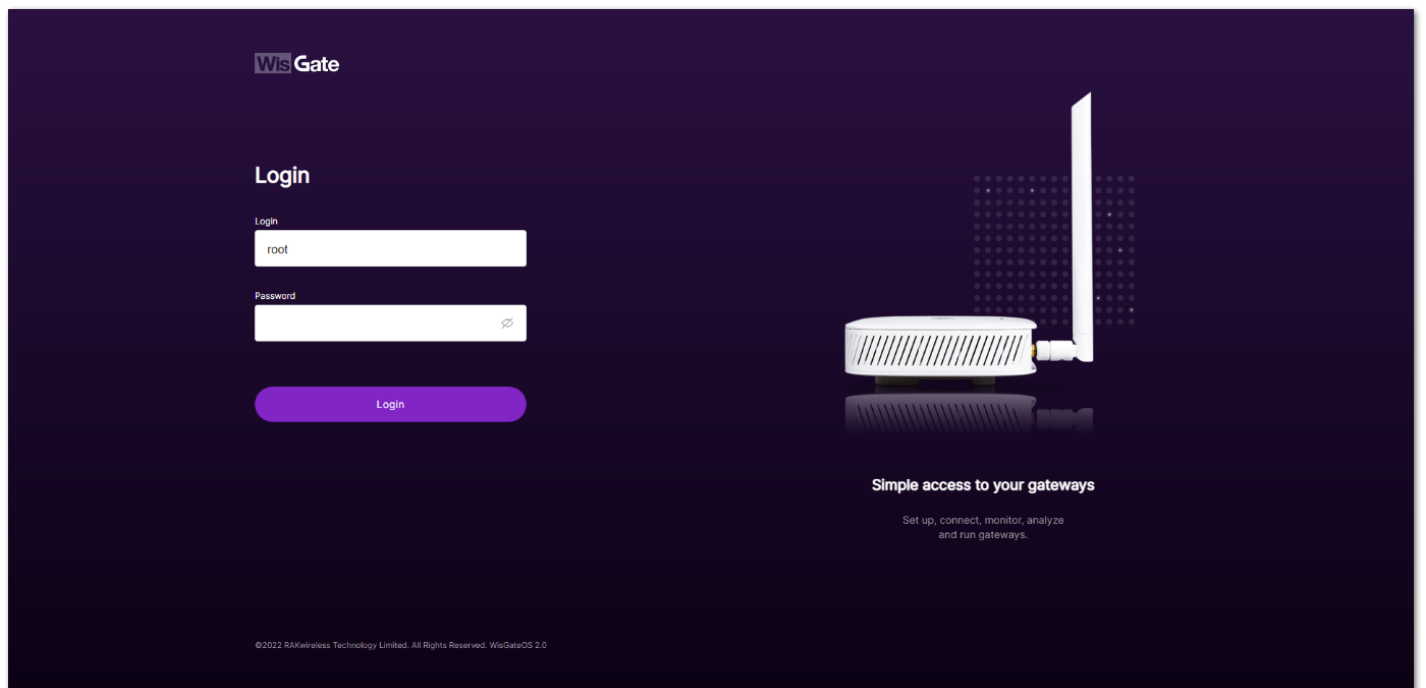 WisGate
Login
Login
root
Password
Login
Simple access to your gateways
Set up, connect, monitor, analyze
and run gateways.
©2022 RAKwireless Technology Limited. All Rights Reserved. WisGateOS 2.0